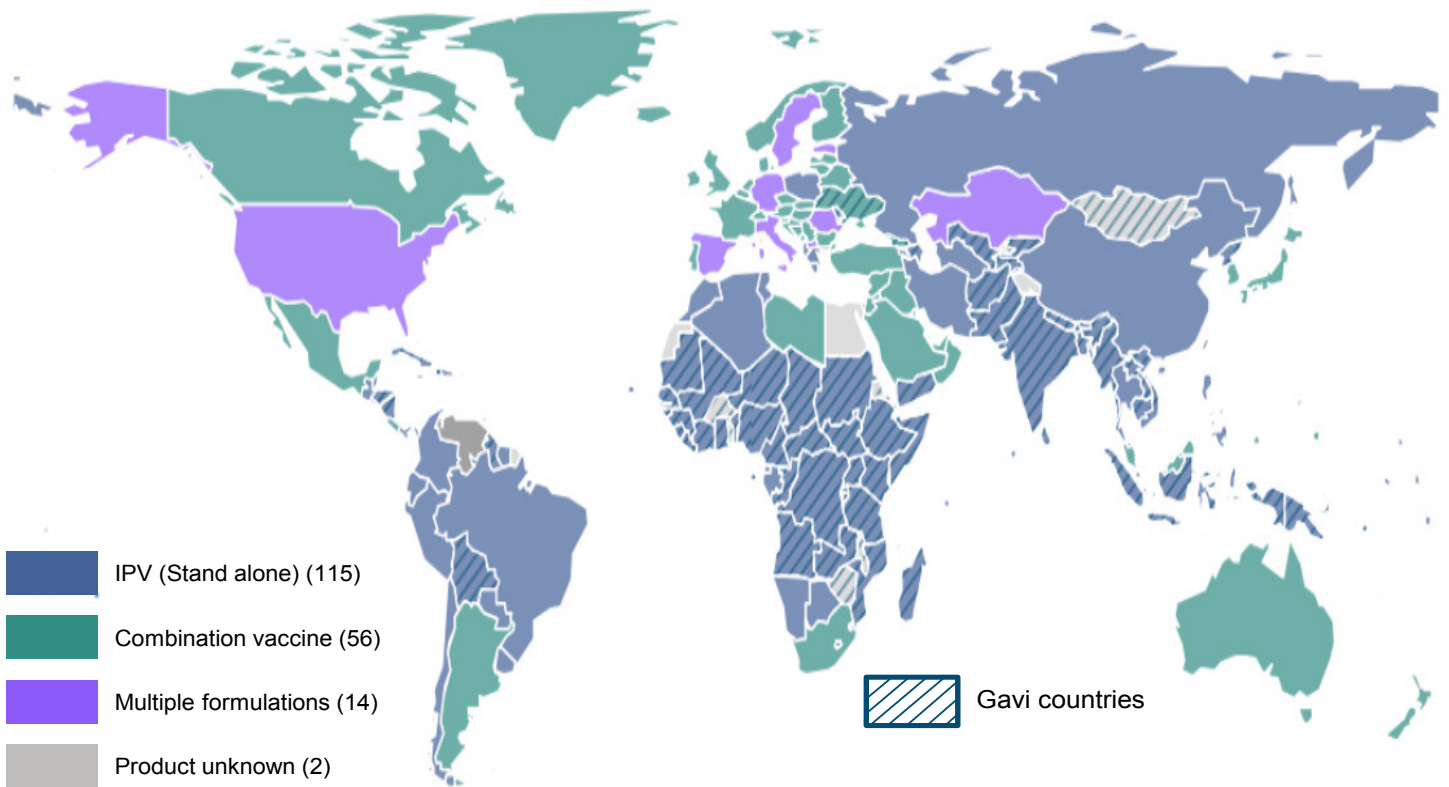 IPV (Stand alone) (115)
Combination vaccine (56)
Multiple formulations (14)
Product unknown (2)
Gavi countries